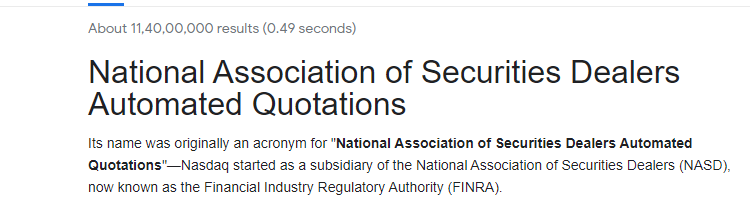 About 11,40,00,000 results (0.49 seconds)
National Association of Securities Dealers
Automated Quotations
Its name was originally an acronym for "National Association of Securities Dealers Automated
Quotations"—Nasdaq started as a subsidiary of the National Association of Securities Dealers (NASD),
now known as the Financial Industry Regulatory Authority (FINRA).